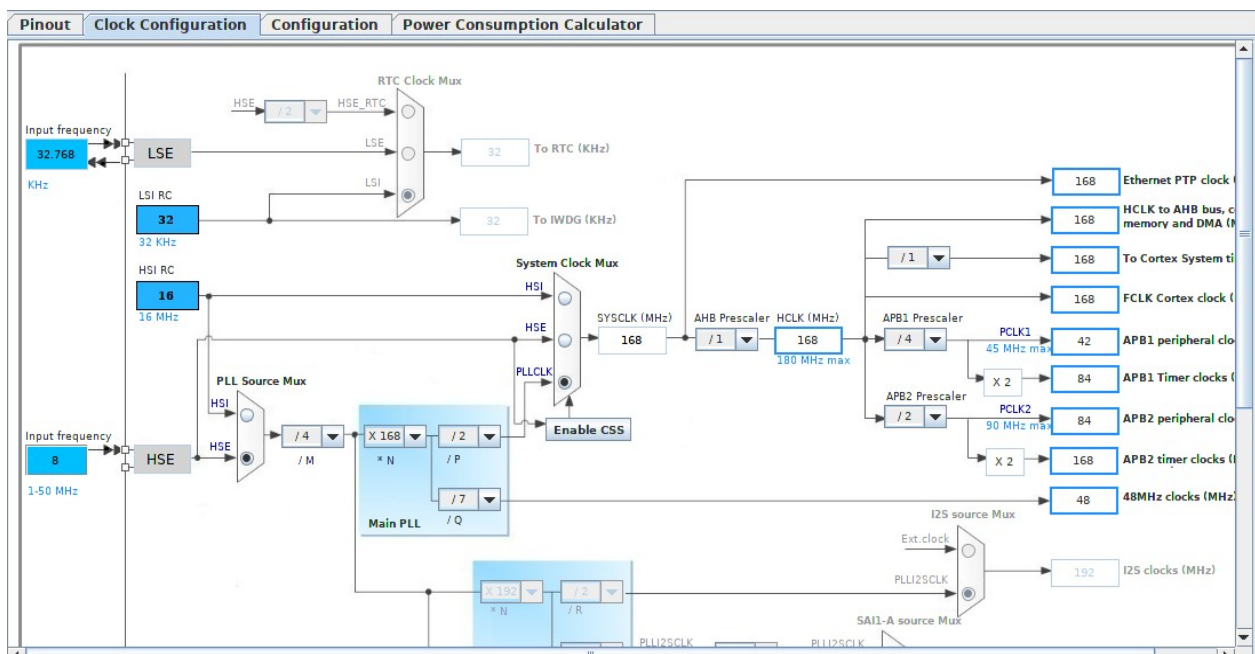 Pinout
Clock Configuration
Configuration
Power Consumption Calculator
RTC Clock Mux
HSE
/ 2
HSE_RTC
Input frequency
32.768
KHz
LSE
LSE
32
To RTC (KHz)
LSI RC
32
32 KHz
LSI
32
To IWDG (KHz)
HSI RC
16
16 MHz
System Clock Mux
HSI
HSE
PLLCLK
SYSCLK (MHz)
168
AHB Prescaler
/ 1
HCLK (MHz)
168
180 MHz max
168
Ethernet PTP clock (
168
HCLK to AHB bus, c
memory and DMA (M
/ 1
168
To Cortex System ti
168
FCLK Cortex clock (
APB1 Prescaler
/ 4
PCLK1
45 MHz max
42
APB1 peripheral clo
X 2
84
APB1 Timer clocks (
APB2 Prescaler
/ 2
PCLK2
90 MHz max
84
APB2 peripheral clo
X 2
168
APB2 timer clocks (
48
48MHz clocks (MHz)
PLL Source Mux
HSI
HSE
Input frequency
8
1-50 MHz
HSE
/ 4
/ M
X 168
* N
/ 2
/ P
/ 7
/ Q
Main PLL
Enable CSS
I2S source Mux
Ext.clock
PLLI2SCLK
192
I2S clocks (MHz)
X 192
* N
/ 2
/ R
SAI1-A source Mux
PLLI2SCLK
PLLI2SCLK